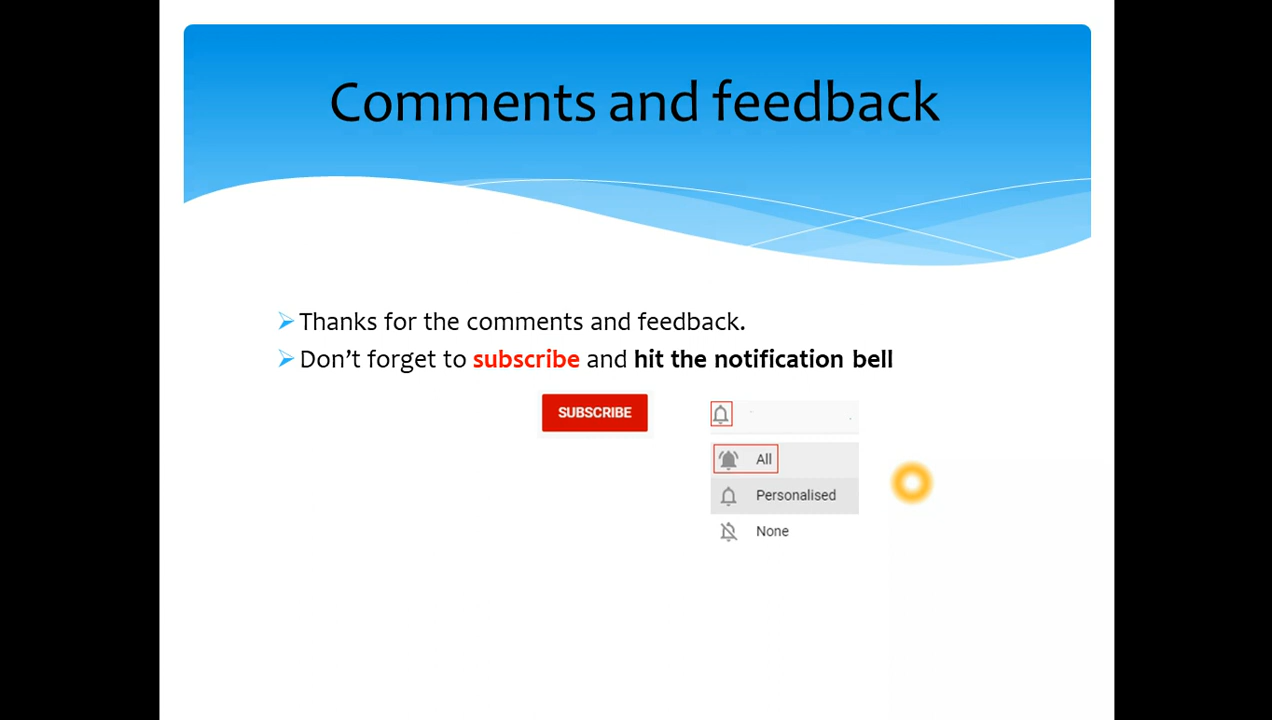 Comments and feedback
Thanks for the comments and feedback.
Don’t forget to subscribe and hit the notification bell
SUBSCRIBE
All
Personalised
None